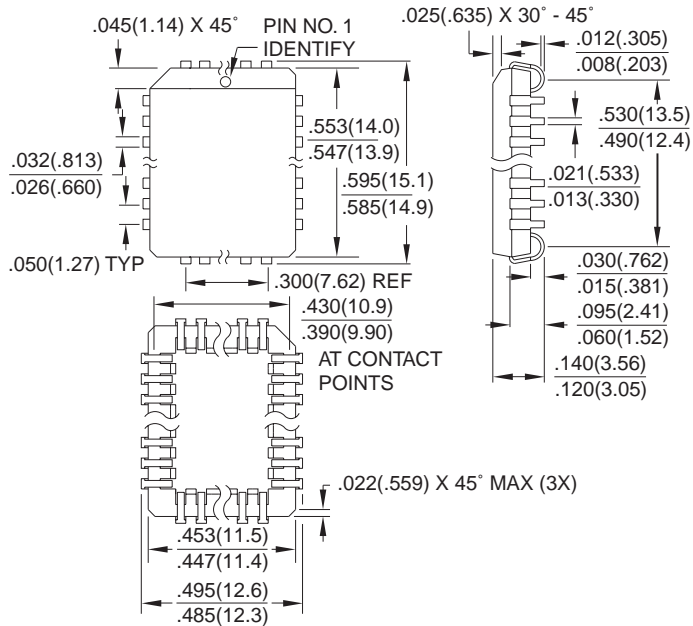 .045(1.14) X 45˚
PIN NO. 1
IDENTIFY
.025(.635) X 30˚ - 45˚
.012(.305)
.008(.203)
.553(14.0)
.547(13.9)
.595(15.1)
.585(14.9)
.530(13.5)
.490(12.4)
.032(.813)
.026(.660)
.021(.533)
.013(.330)
.050(1.27) TYP
.300(7.62) REF
.430(10.9)
.390(9.90)
AT CONTACT
POINTS
.030(.762)
.015(.381)
.095(2.41)
.060(1.52)
.140(3.56)
.120(3.05)
.022(.559) X 45˚ MAX (3X)
.453(11.5)
.447(11.4)
.495(12.6)
.485(12.3)